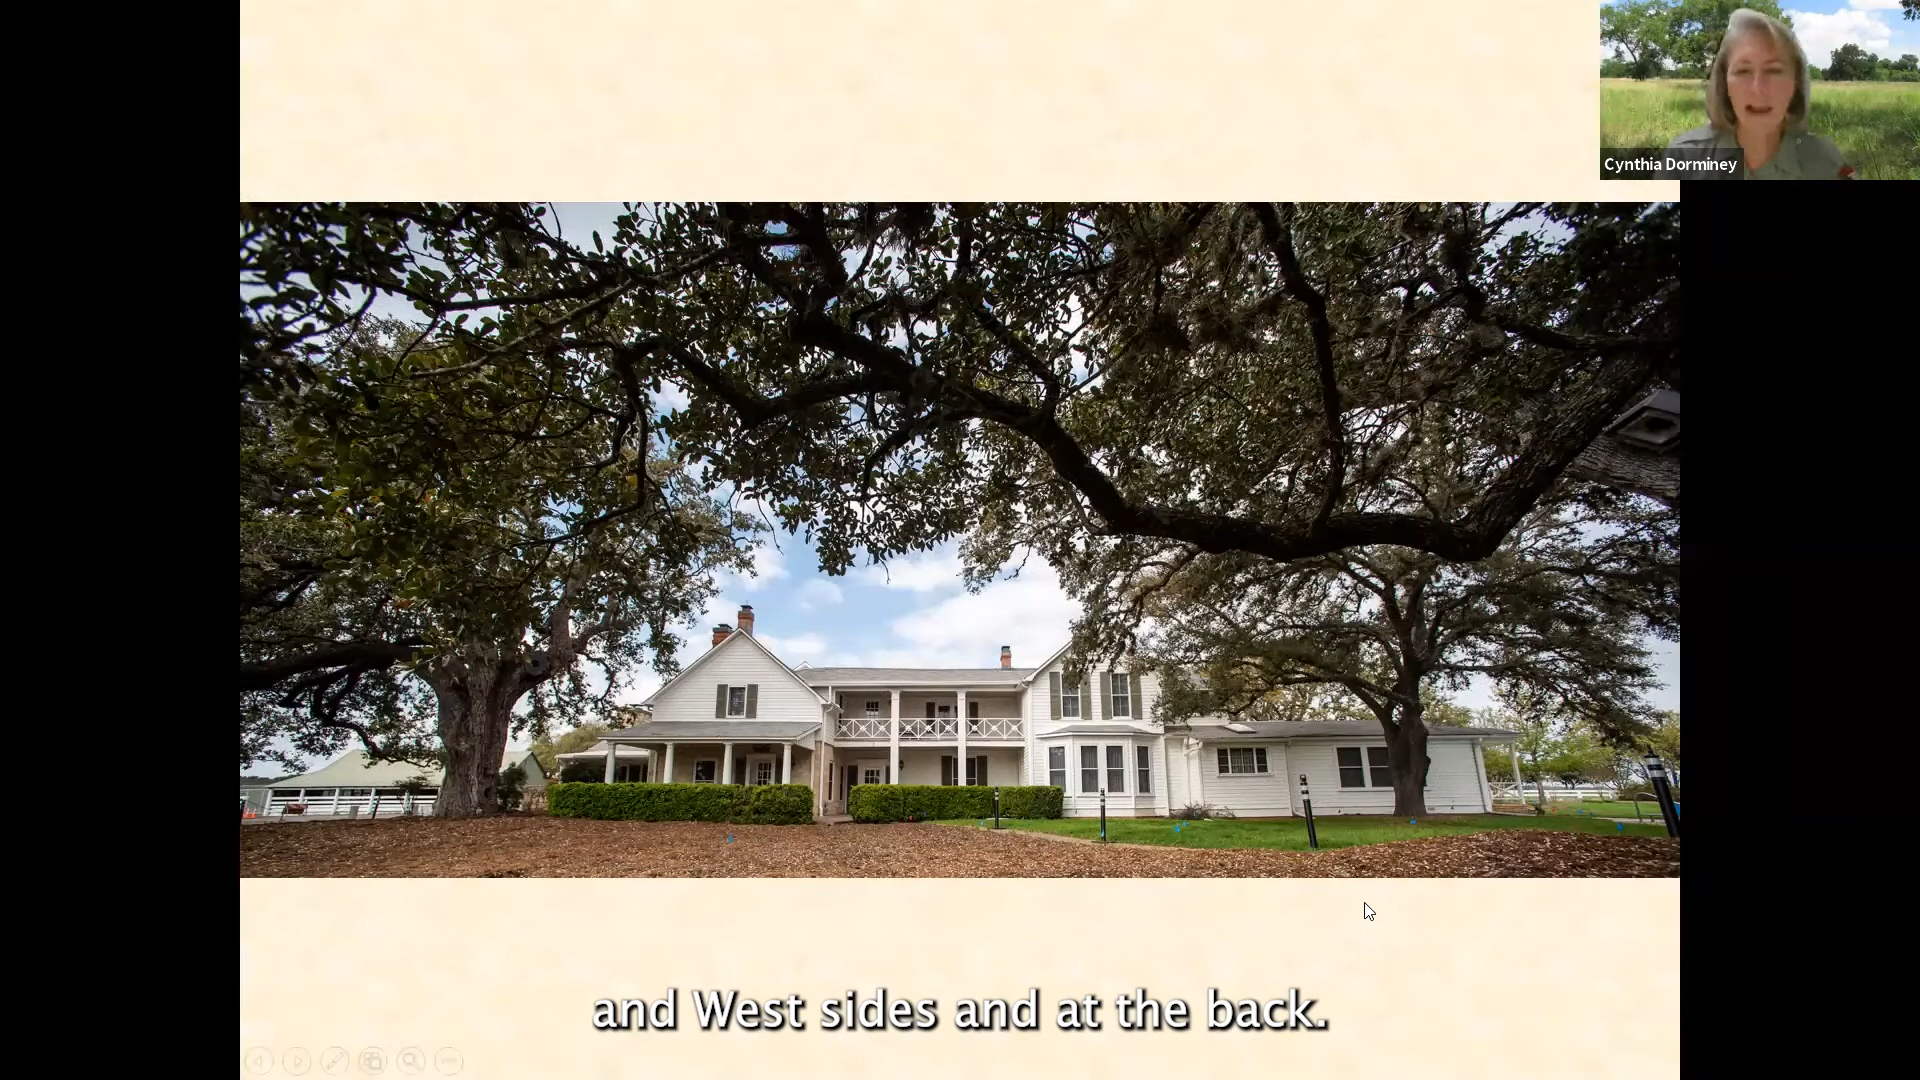 Cynthia Dorminey
and West sides and at the back.